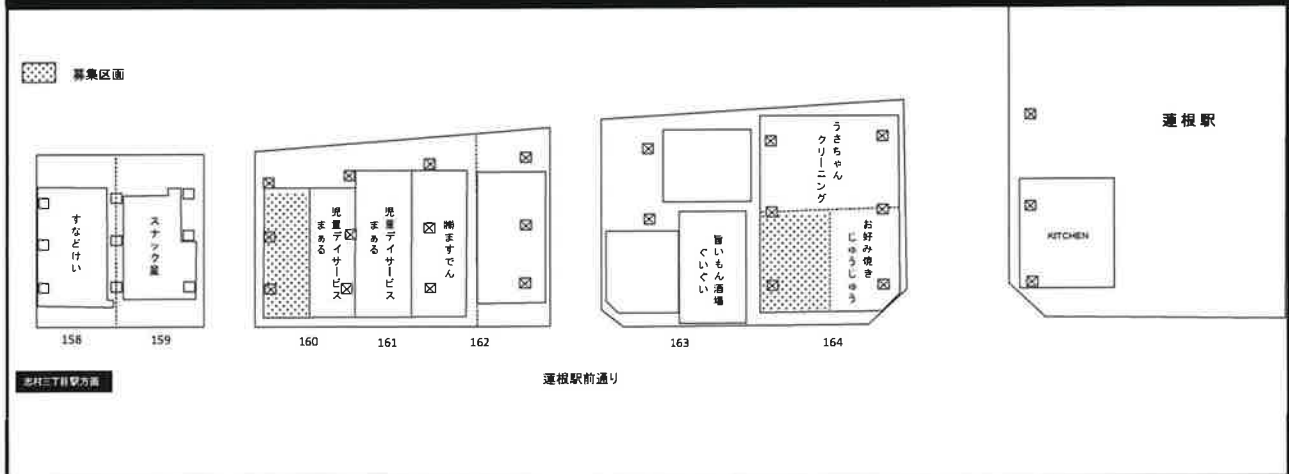 募集区画
蓮根駅
すなどけい
スナック星
児童デイサービス
まぁる
児童デイサービス
まぁる
㈱ますでん
旨いもん酒場
ぐいぐい
うさちゃん
クリーニング
お好み焼き
じゅうじゅう
KITCHEN
158
159
160
161
162
163
164
志村三丁目駅方面
蓮根駅前通り